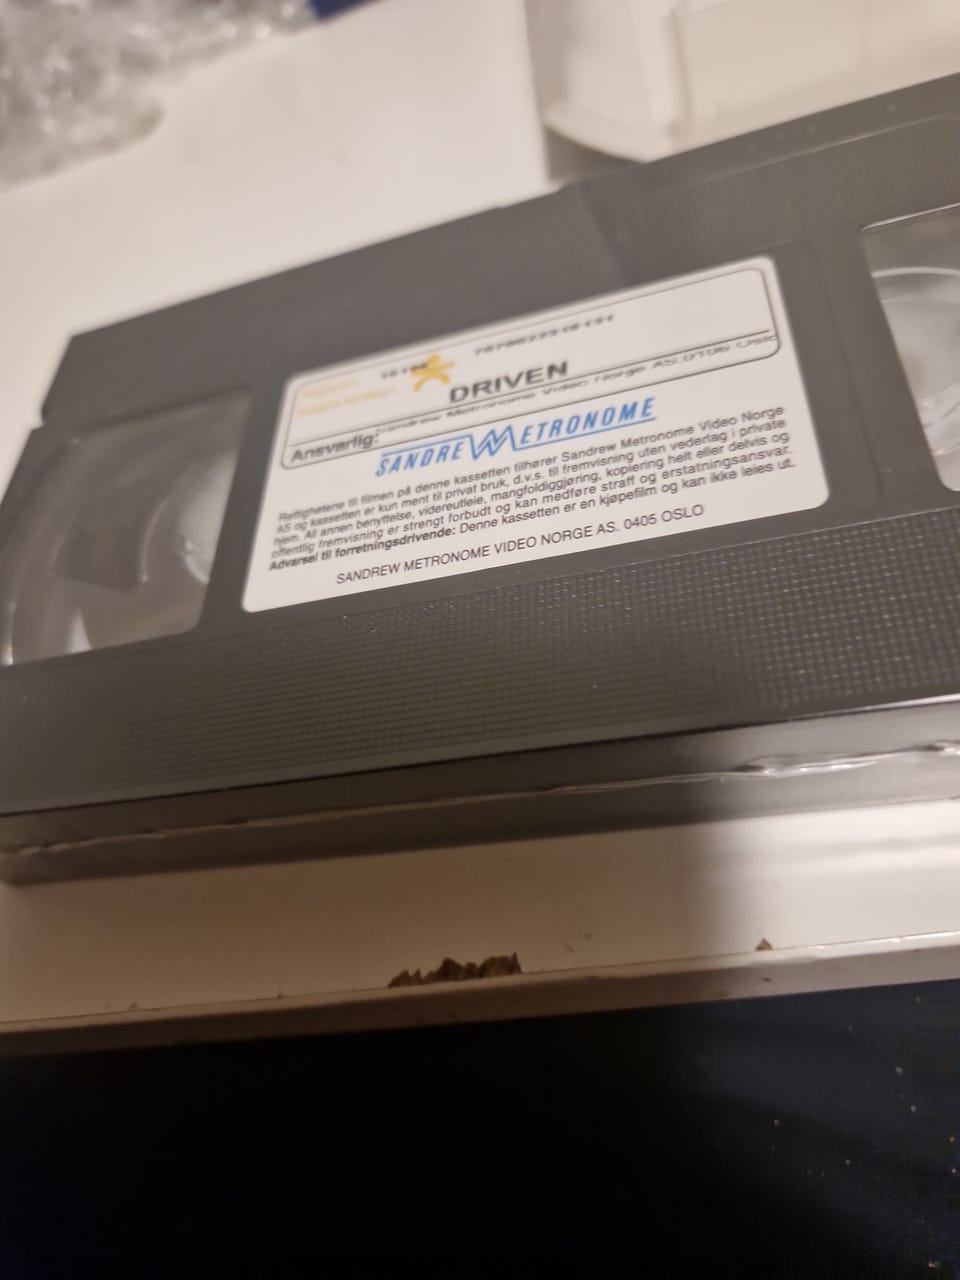 DRIVEN
Ansvarlig: Sandrew Metronome Video Norge AS 0105 Oslo
SANDREW METRONOME
Rettighetene til filmen på denne kassetten tilhører Sandrew Metronome Video Norge
AS og kassetten er kun ment til privat bruk, d.v.s. til fremvisning uten vederlag i private
hjem. All annen benyttelse, videreutleie, mangfoldiggjøring, kopiering helt eller delvis og
offentlig fremvisning er strengt forbudt og kan medføre straff og erstatningsansvar.
Advarsel til forretningsdrivende: Denne kassetten er en kjøpefilm og kan ikke leies ut.
SANDREW METRONOME VIDEO NORGE AS. 0405 OSLO